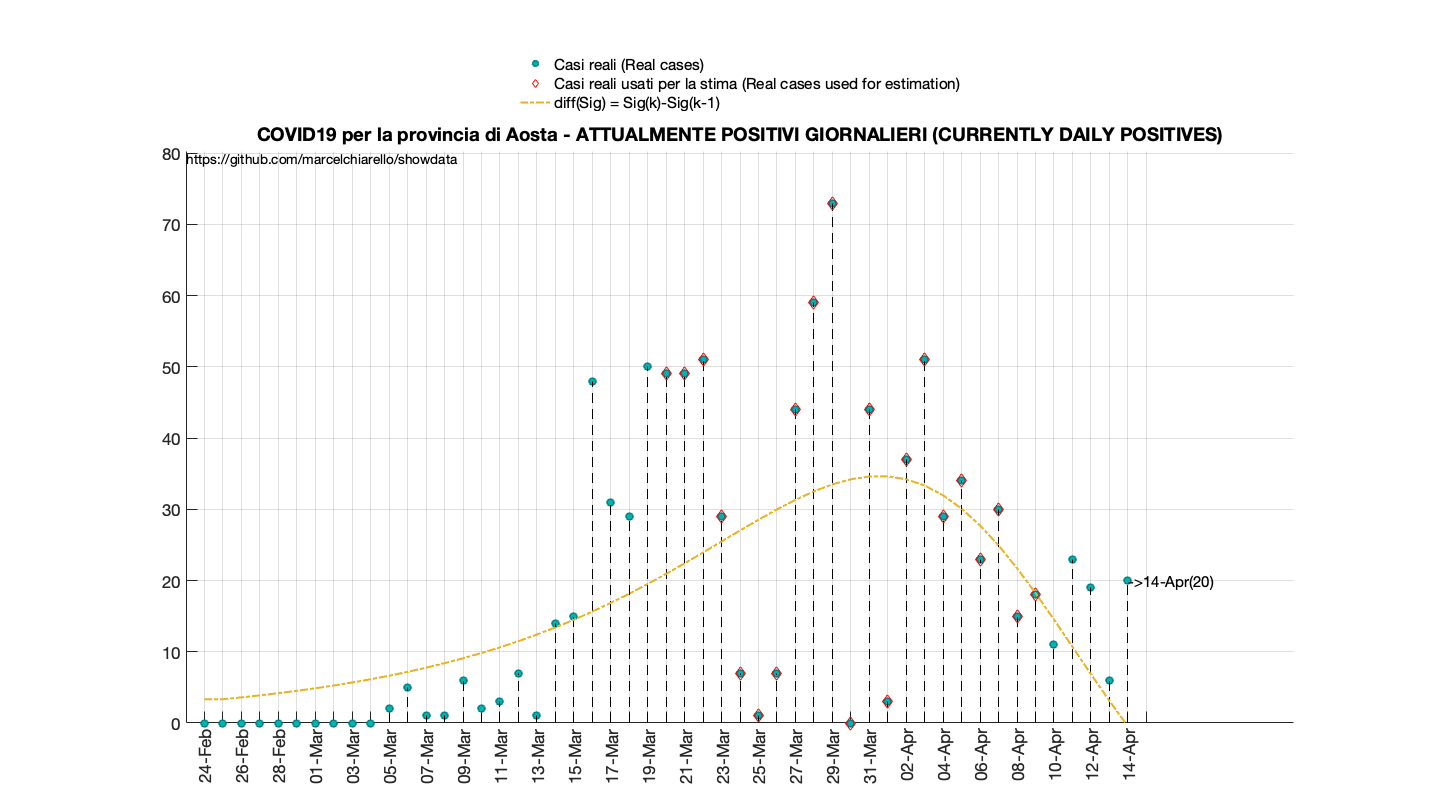 Casi reali (Real cases)
Casi reali usati per la stima (Real cases used for estimation)
diff(Sig) = Sig(k)-Sig(k-1)
COVID19 per la provincia di Aosta - ATTUALMENTE POSITIVI GIORNALIERI (CURRENTLY DAILY POSITIVES)
https://github.com/marcelchiarello/showdata
80
70
60
50
40
30
20
10
0
->14-Apr(20)
24-Feb
26-Feb
28-Feb
01-Mar
03-Mar
05-Mar
07-Mar
09-Mar
11-Mar
13-Mar
15-Mar
17-Mar
19-Mar
21-Mar
23-Mar
25-Mar
27-Mar
29-Mar
31-Mar
02-Apr
04-Apr
06-Apr
08-Apr
10-Apr
12-Apr
14-Apr